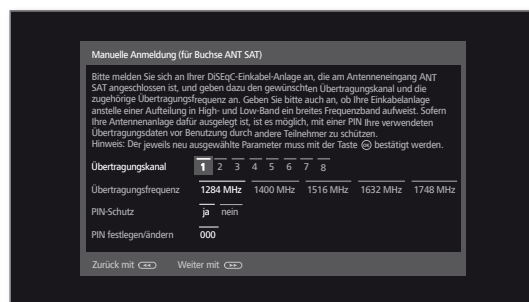 Manuelle Anmeldung (für Buchse ANT SAT)
Bitte melden Sie sich an Ihrer DiSEqC-Einkabel-Anlage an, die am Antenneneingang ANT
SAT angeschlossen ist, und geben dazu den gewünschten Übertragungskanal und die
zugehörige Übertragungsfrequenz an. Geben Sie bitte auch an, ob Ihre Einkabelanlage
anstelle einer Aufteilung in High- und Low-Band ein breites Frequenzband aufweist. Sofern
Ihre Antennenanlage dafür ausgelegt ist, ist es möglich, mit einer PIN Ihre verwendeten
Übertragungsdaten vor Benutzung durch andere Teilnehmer zu schützen.
Hinweis: Der jeweils neu ausgewählte Parameter muss mit der Taste OK bestätigt werden.
Übertragungskanal 1 2 3 4 5 6 7 8
Übertragungsfrequenz 1284 MHz 1400 MHz 1516 MHz 1632 MHz 1748 MHz
PIN-Schutz ja nein
PIN festlegen/ändern 000
Zurück mit Weiter mit